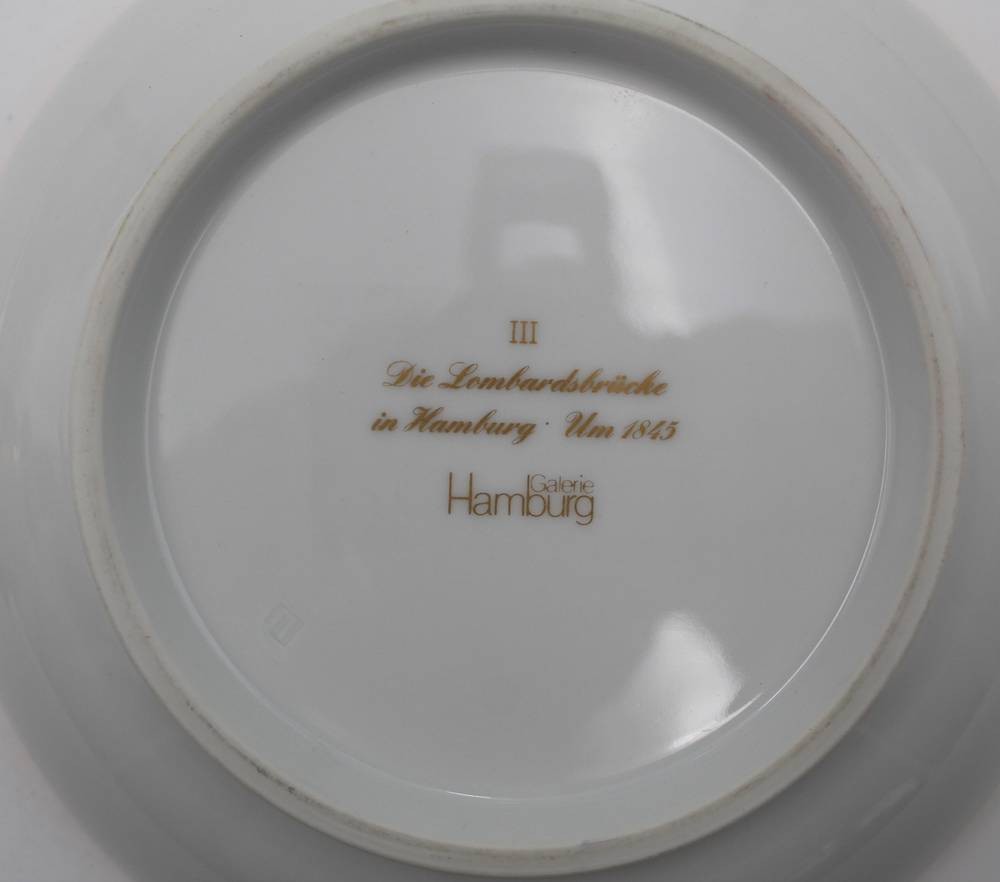 III
Die Lombardsbrücke
in Hamburg · Um 1845
Galerie
Hamburg